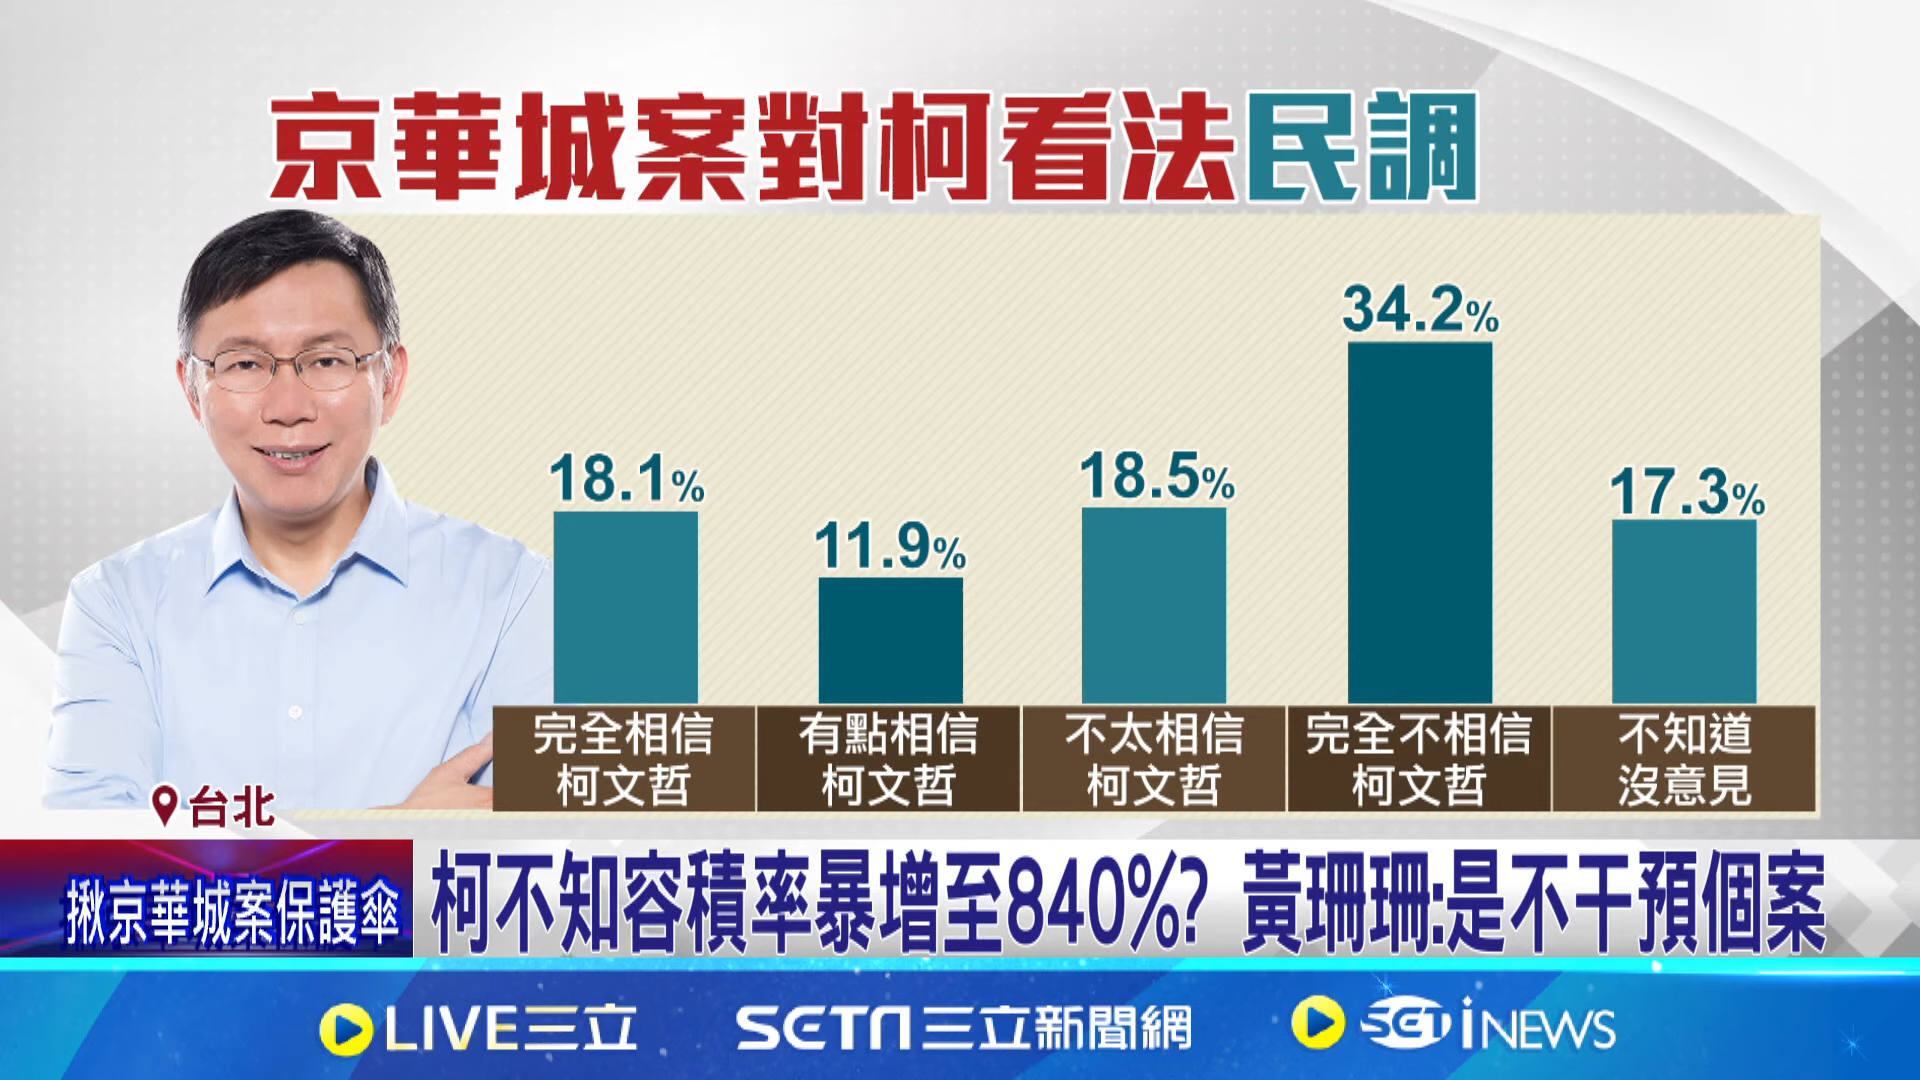 京華城案對柯看法民調
18.1%
11.9%
18.5%
34.2%
17.3%
完全相信
柯文哲
有點相信
柯文哲
不太相信
柯文哲
完全不相信
柯文哲
不知道
沒意見
台北
揪京華城案保護傘
柯不知容積率暴增至840%? 黃珊珊:是不干預個案
LIVE三立
SETN三立新聞網
SET iNEWS